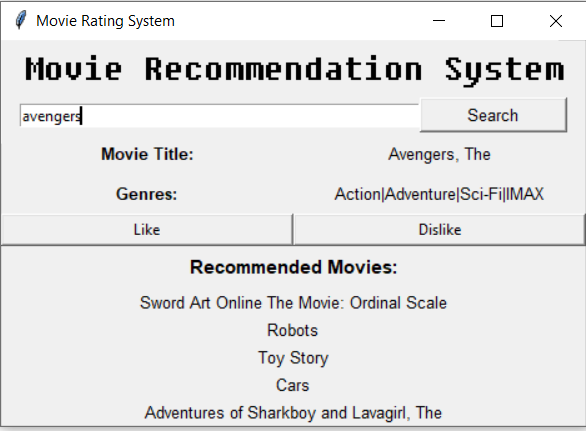 Movie Rating System
Movie Recommendation System
avengers
Search
Movie Title: Avengers, The
Genres: Action|Adventure|Sci-Fi|IMAX
Like Dislike
Recommended Movies:
Sword Art Online The Movie: Ordinal Scale
Robots
Toy Story
Cars
Adventures of Sharkboy and Lavagirl, The